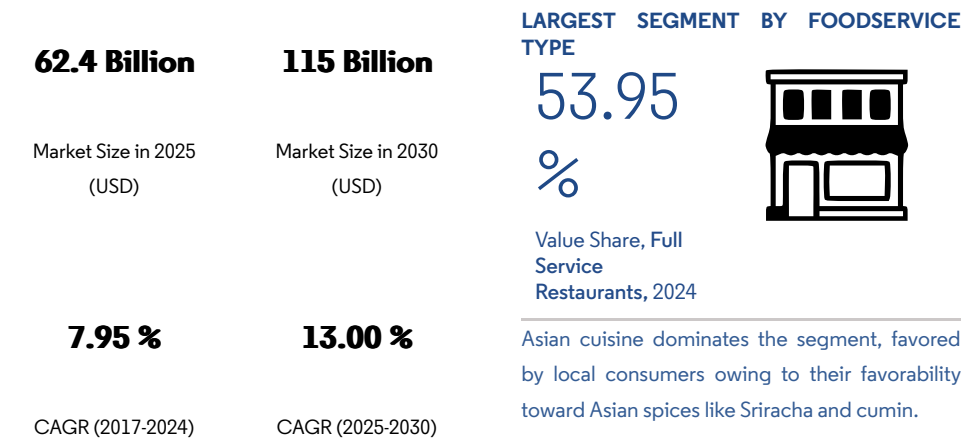 62.4 Billion
Market Size in 2025
(USD)
115 Billion
Market Size in 2030
(USD)
7.95 %
CAGR (2017-2024)
13.00 %
CAGR (2025-2030)
LARGEST SEGMENT BY FOODSERVICE
TYPE
53.95
%
Value Share, Full
Service
Restaurants, 2024
Asian cuisine dominates the segment, favored
by local consumers owing to their favorability
toward Asian spices like Sriracha and cumin.